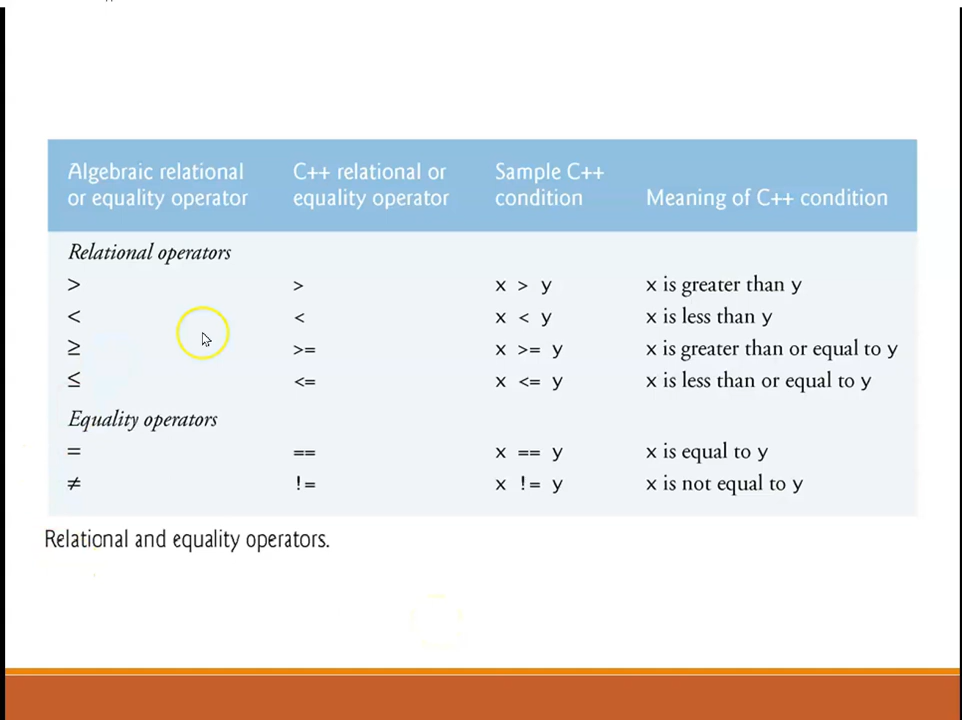 Algebraic relational or equality operator C++ relational or equality operator Sample C++ condition Meaning of C++ condition
Relational operators
> > x > y x is greater than y
< < x < y x is less than y
≥ >= x >= y x is greater than or equal to y
≤ <= x <= y x is less than or equal to y
Equality operators
= == x == y x is equal to y
≠ != x != y x is not equal to y
Relational and equality operators.